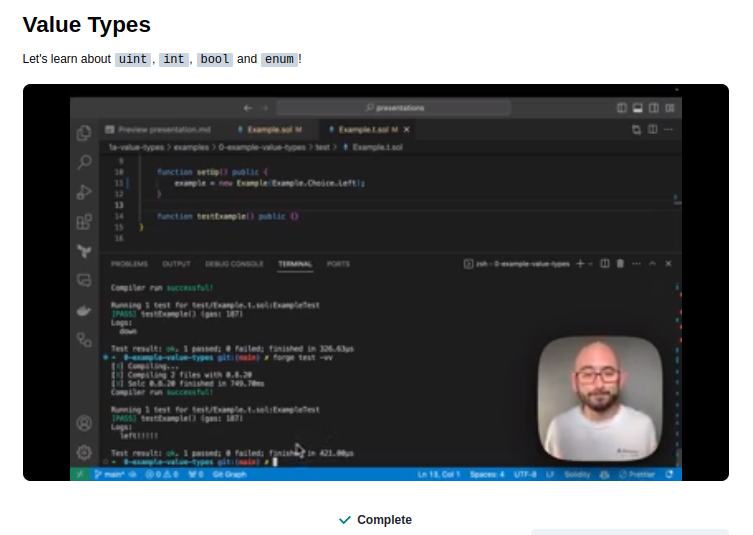 Value Types
Let's learn about uint, int, bool and enum!
presentations
Preview presentation.md
Example.sol M
Example.t.sol M
1a-value-types > examples > 0-example-value-types > test > Example.t.sol
9
10 function setUp() public {
11 example = new Example(Example.Choice.Left);
12 }
13
14 function testExample() public {}
15 }
16
PROBLEMS OUTPUT DEBUG CONSOLE TERMINAL PORTS
zsh - 0-example-value-types
Compiler run successful!
Running 1 test for test/Example.t.sol:ExampleTest
[PASS] testExample() (gas: 187)
Logs:
down
Test result: ok. 1 passed; 0 failed; finished in 326.63µs
0-example-value-types git:(main) ✗ forge test -vv
Compiling...
Compiling 2 files with 0.8.20
Solc 0.8.20 finished in 749.70ms
Compiler run successful!
Running 1 test for test/Example.t.sol:ExampleTest
[PASS] testExample() (gas: 187)
Logs:
left!!!!!
Test result: ok. 1 passed; 0 failed; finished in 421.00µs
0-example-value-types git:(main) ✗
main* 0 0 0 Git Graph
Ln 13, Col 1 Spaces: 4 UTF-8 LF Solidity Prettier
Complete